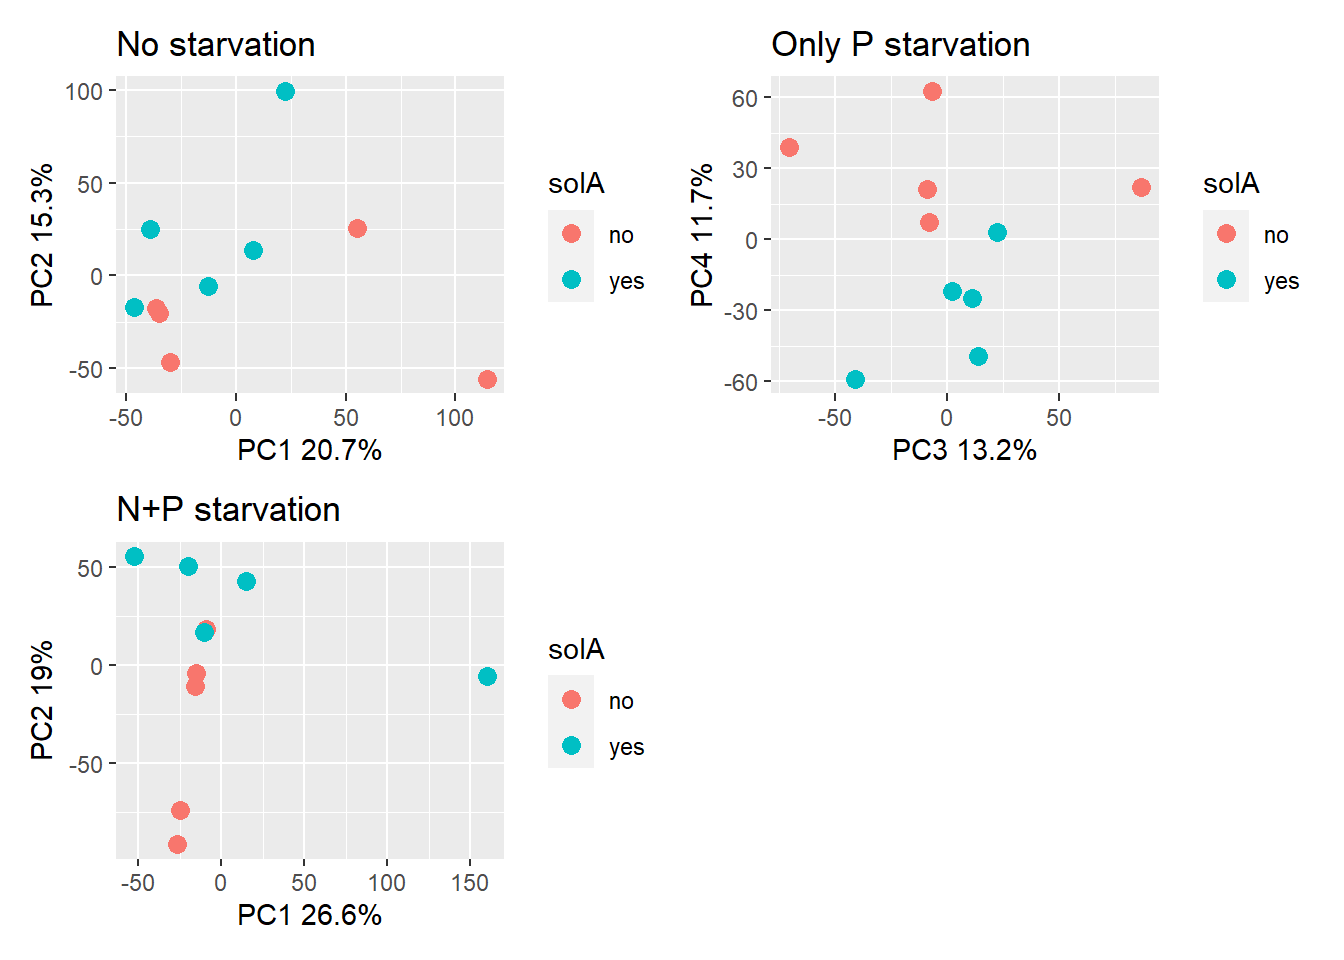 No starvation
100
50
0
-50
PC2 15.3%
-50 0 50 100
PC1 20.7%
solA
no
yes
Only P starvation
60
30
0
-30
-60
PC4 11.7%
-50 0 50
PC3 13.2%
solA
no
yes
N+P starvation
50
0
-50
PC2 19%
-50 0 50 100 150
PC1 26.6%
solA
no
yes